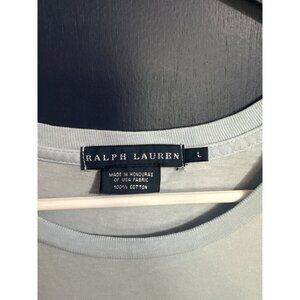 RALPH LAUREN
L
MADE IN HONDURAS
OF USA FABRIC
100% COTTON